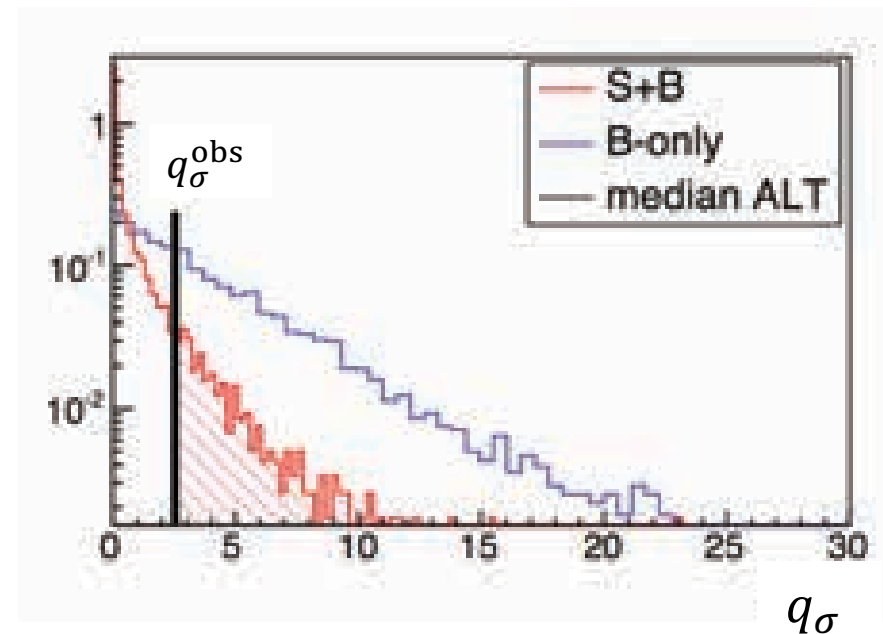 S+B
B-only
median ALT
1
10⁻¹
10⁻²
q_σ^obs
0 5 10 15 20 25 30
q_σ